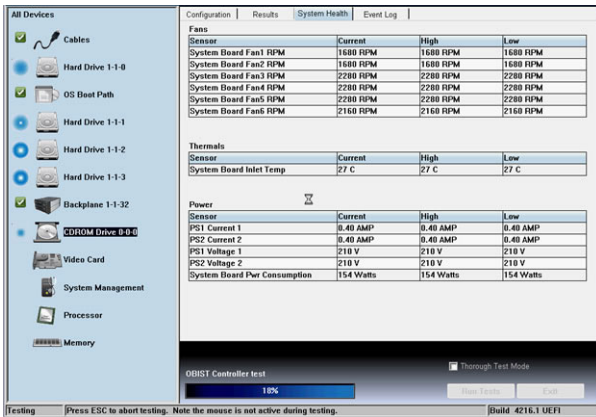 All Devices
Cables
Hard Drive 1-1-0
OS Boot Path
Hard Drive 1-1-1
Hard Drive 1-1-2
Hard Drive 1-1-3
Backplane 1-1-32
CDROM Drive 0-0-0
Video Card
System Management
Processor
Memory
Configuration Results System Health Event Log
Fans
Sensor Current High Low
System Board Fan1 RPM 1680 RPM 1680 RPM 1680 RPM
System Board Fan2 RPM 1680 RPM 1680 RPM 1680 RPM
System Board Fan3 RPM 2280 RPM 2280 RPM 2280 RPM
System Board Fan4 RPM 2280 RPM 2280 RPM 2280 RPM
System Board Fan5 RPM 2280 RPM 2280 RPM 2280 RPM
System Board Fan6 RPM 2160 RPM 2160 RPM 2160 RPM
Thermals
Sensor Current High Low
System Board Inlet Temp 27 C 27 C 27 C
Power
Sensor Current High Low
PS1 Current 1 0.40 AMP 0.40 AMP 0.40 AMP
PS2 Current 2 0.40 AMP 0.40 AMP 0.40 AMP
PS1 Voltage 1 210 V 210 V 210 V
PS2 Voltage 2 210 V 210 V 210 V
System Board Pwr Consumption 154 Watts 154 Watts 154 Watts
OBIST Controller test
18%
Thorough Test Mode
Run Tests Exit
Testing Press ESC to abort testing. Note the mouse is not active during testing. Build 4216.1 UEFI